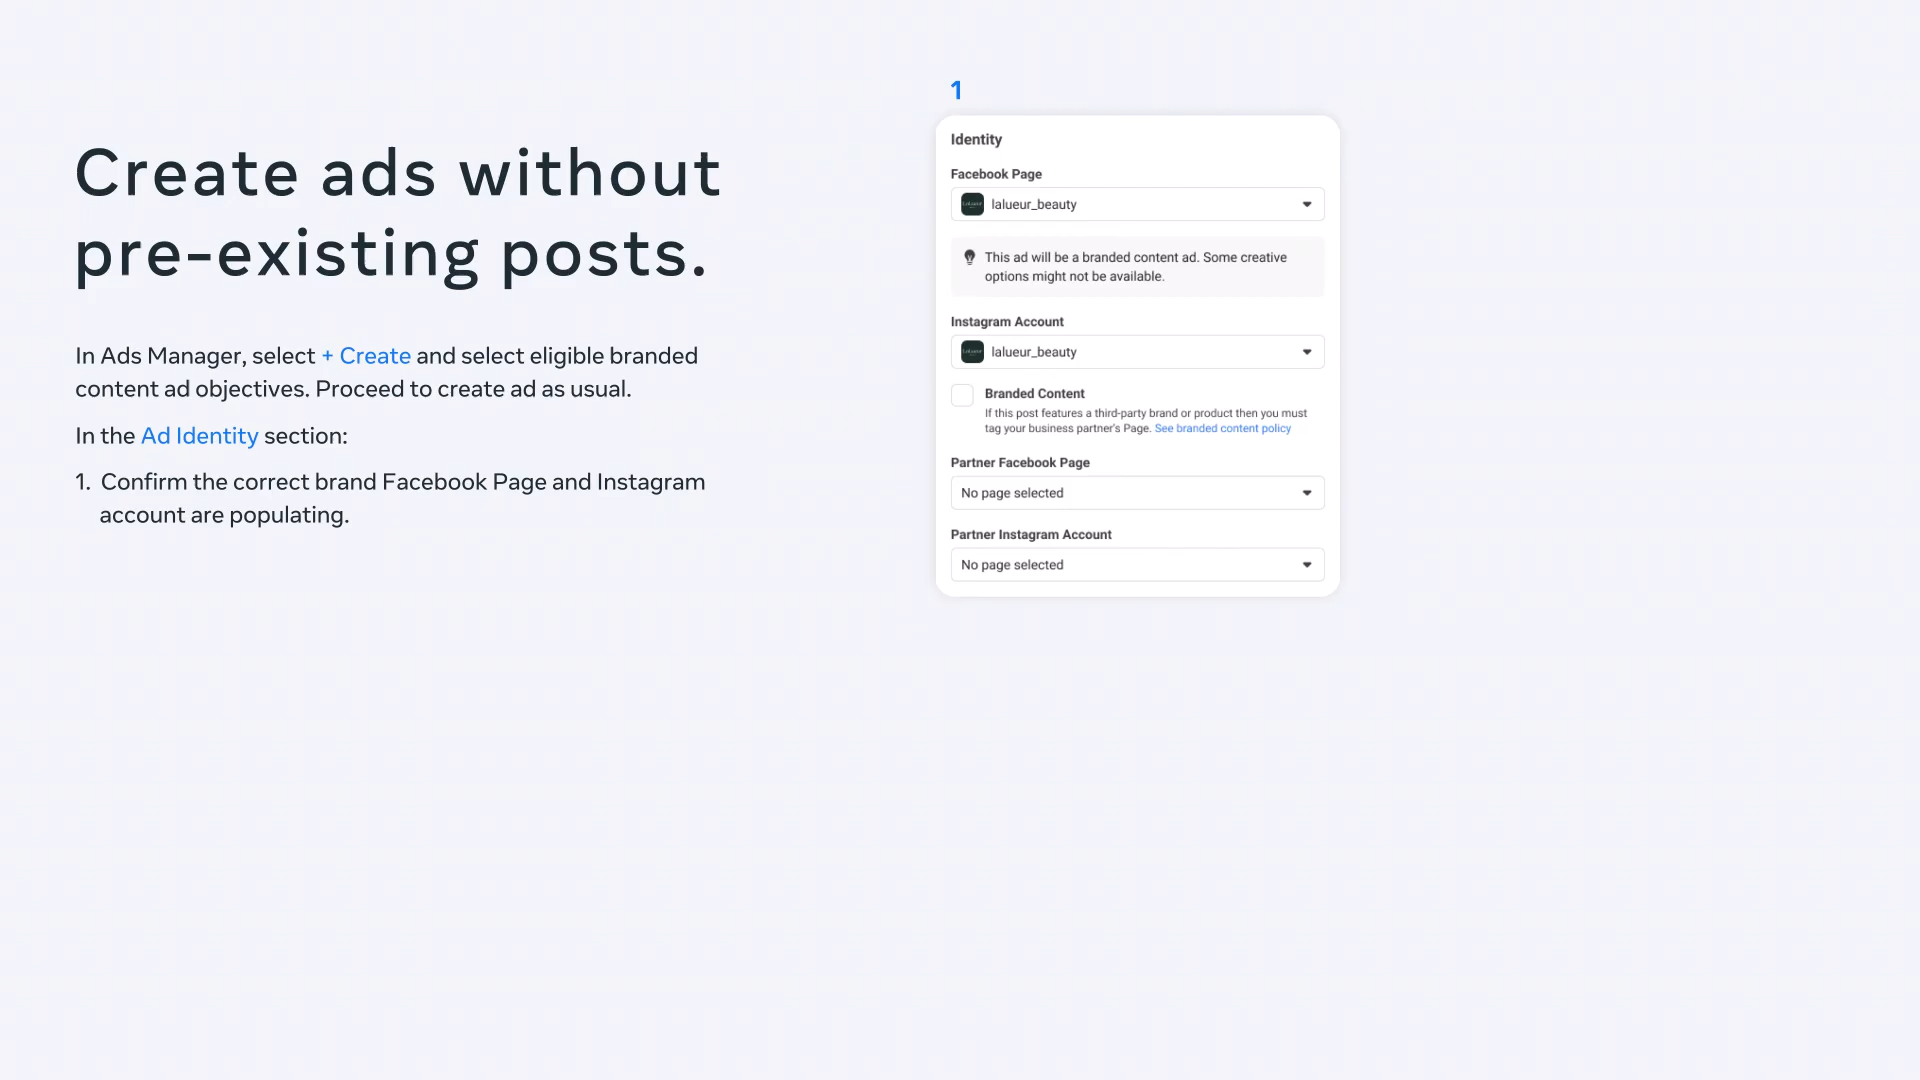 Create ads without
pre-existing posts.
In Ads Manager, select + Create and select eligible branded
content ad objectives. Proceed to create ad as usual.
In the Ad Identity section:
1. Confirm the correct brand Facebook Page and Instagram
account are populating.
1
Identity
Facebook Page
lalueur_beauty
This ad will be a branded content ad. Some creative
options might not be available.
Instagram Account
lalueur_beauty
Branded Content
If this post features a third-party brand or product then you must
tag your business partner's Page. See branded content policy
Partner Facebook Page
No page selected
Partner Instagram Account
No page selected